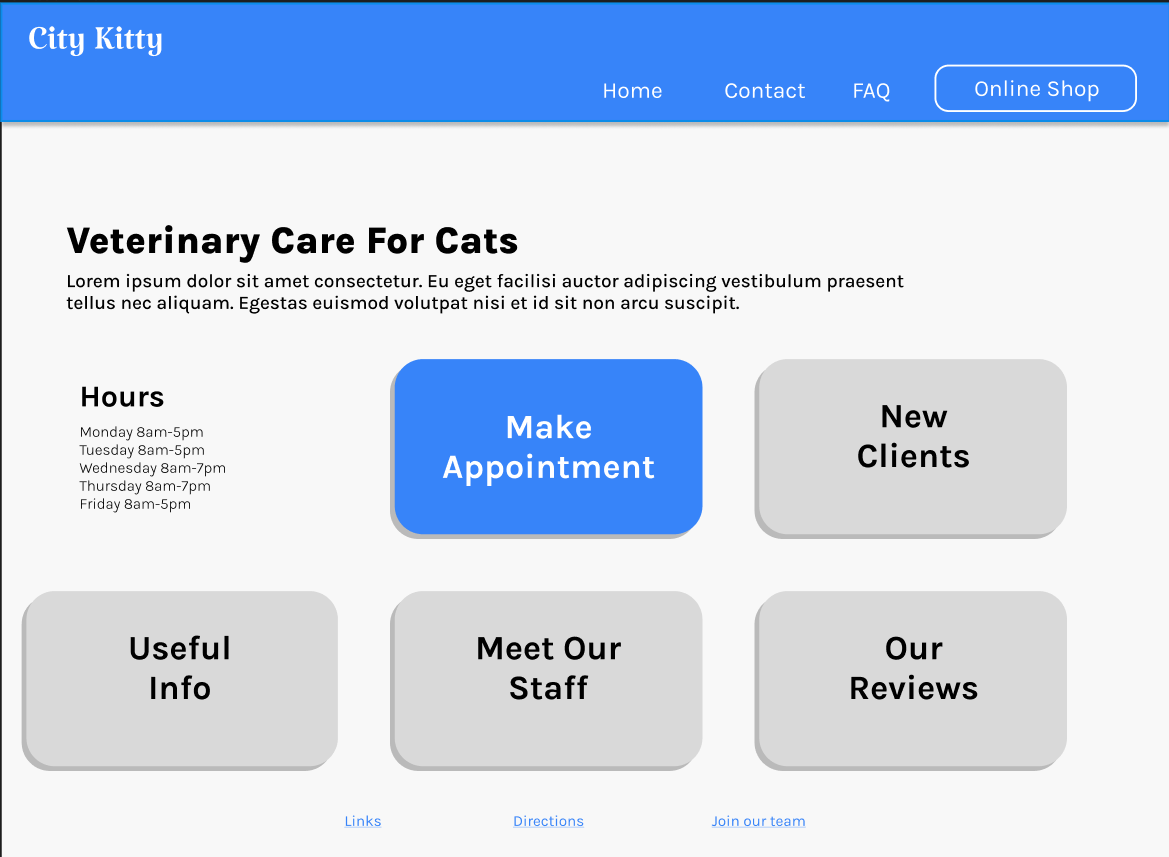 City Kitty
Home Contact FAQ Online Shop
Veterinary Care For Cats
Lorem ipsum dolor sit amet consectetur. Eu eget facilisi auctor adipiscing vestibulum praesent
tellus nec aliquam. Egestas euismod volutpat nisi et id sit non arcu suscipit.
Hours
Monday 8am-5pm
Tuesday 8am-5pm
Wednesday 8am-7pm
Thursday 8am-7pm
Friday 8am-5pm
Make
Appointment
New
Clients
Useful
Info
Meet Our
Staff
Our
Reviews
Links Directions Join our team